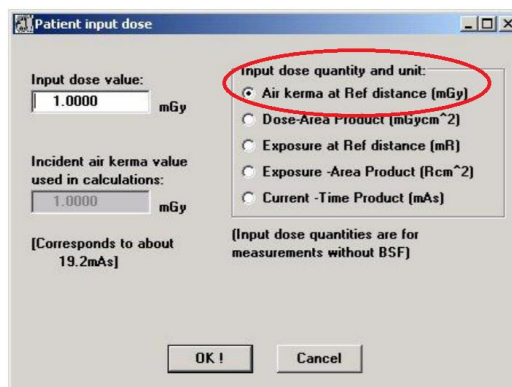 Patient input dose
Input dose value:
1.0000
mGy
Incident air kerma value
used in calculations:
1.0000
mGy
[Corresponds to about
19.2mAs]
Input dose quantity and unit:
Air kerma at Ref distance (mGy)
Dose-Area Product (mGycm^2)
Exposure at Ref distance (mR)
Exposure -Area Product (Rcm^2)
Current -Time Product (mAs)
(Input dose quantities are for
measurements without BSF)
OK !
Cancel